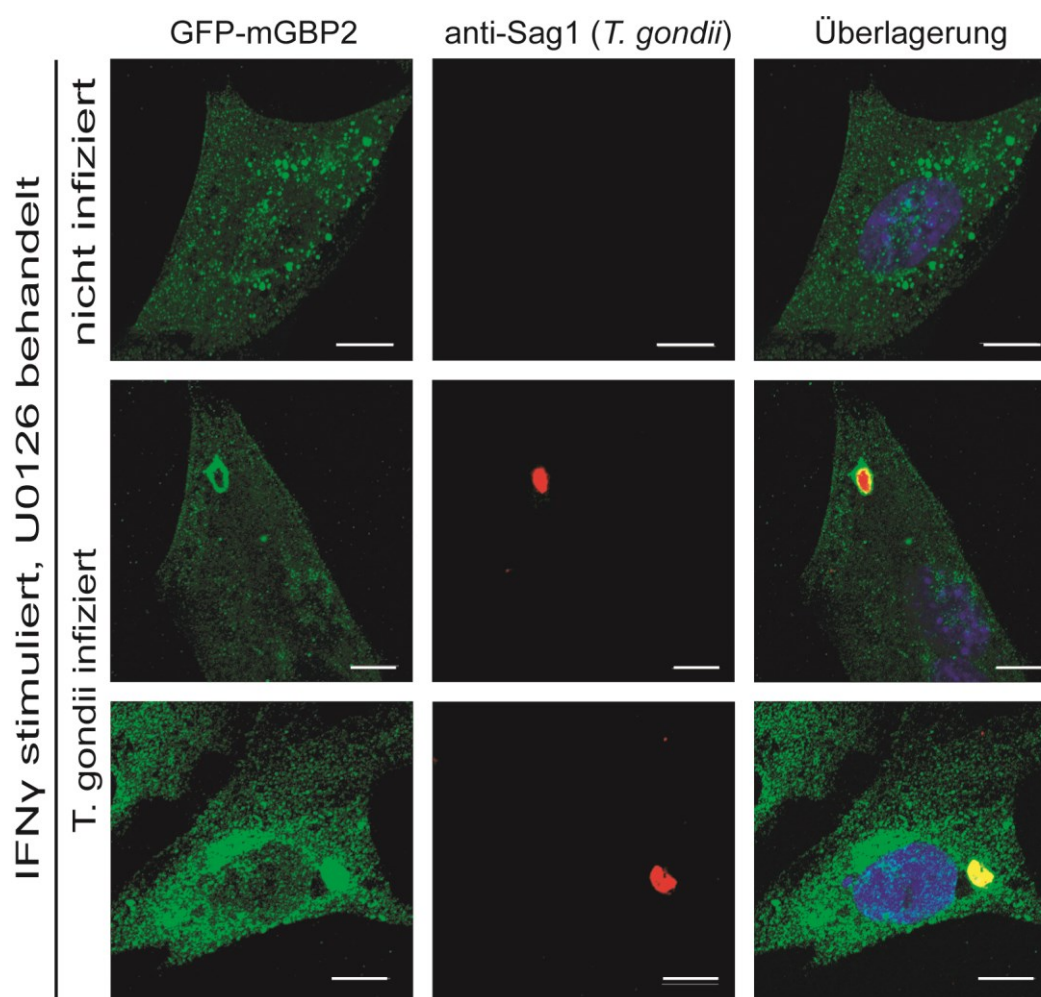 GFP-mGBP2
anti-Sag1 (T. gondii)
Überlagerung
IFNγ stimuliert, U0126 behandelt
nicht infiziert
T. gondii infiziert